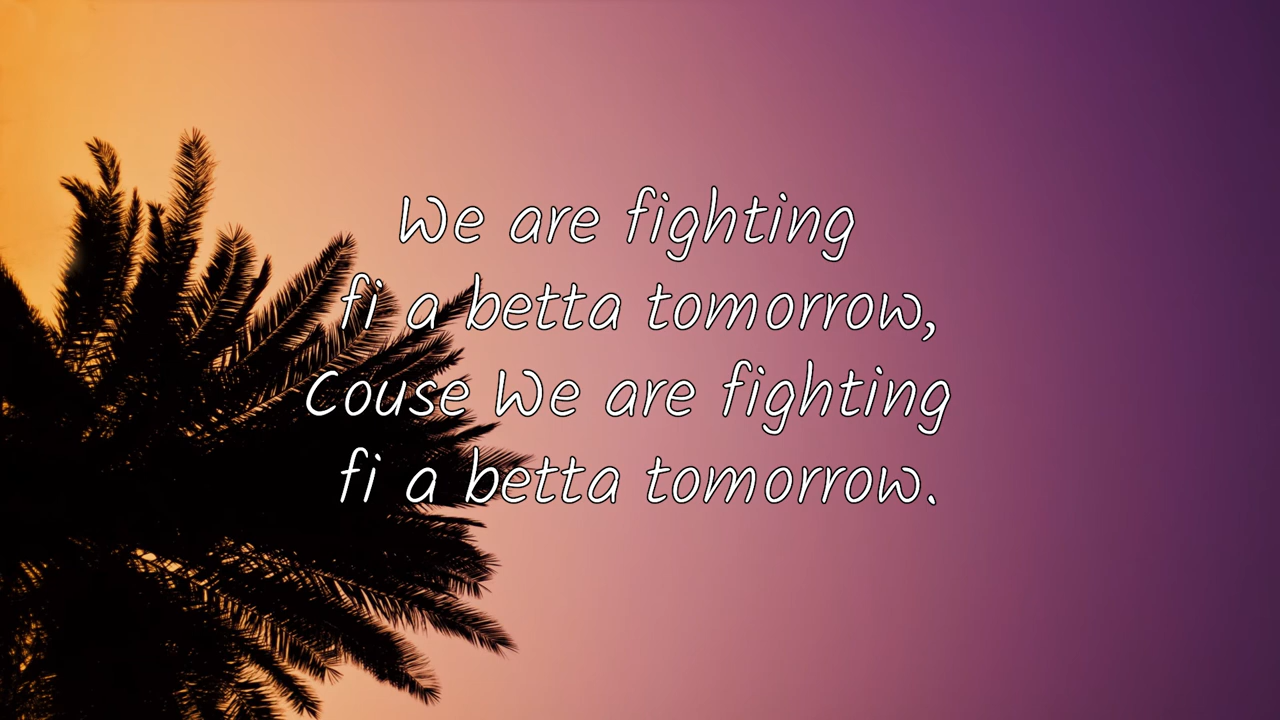 We are fighting
fi a betta tomorrow,
Couse We are fighting
fi a betta tomorrow.